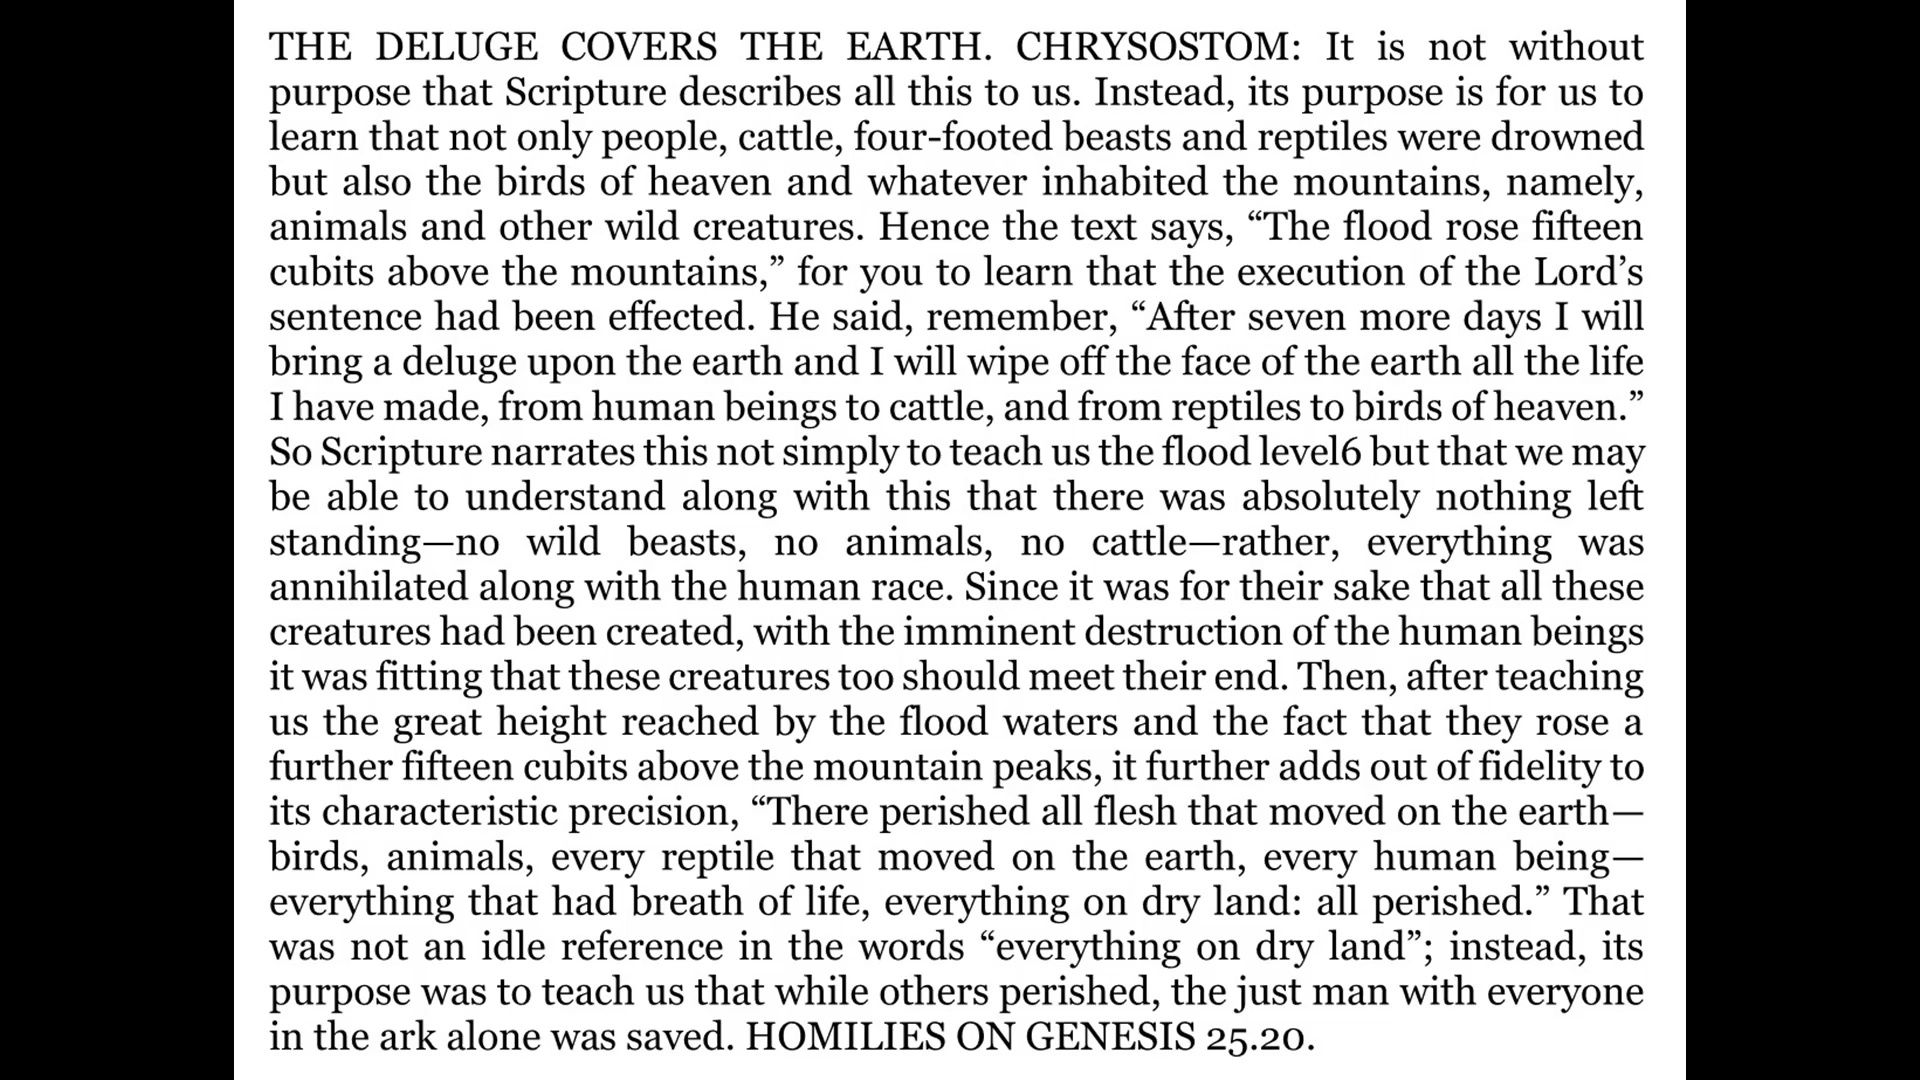 THE DELUGE COVERS THE EARTH. CHRYSOSTOM: It is not without
purpose that Scripture describes all this to us. Instead, its purpose is for us to
learn that not only people, cattle, four-footed beasts and reptiles were drowned
but also the birds of heaven and whatever inhabited the mountains, namely,
animals and other wild creatures. Hence the text says, “The flood rose fifteen
cubits above the mountains,” for you to learn that the execution of the Lord’s
sentence had been effected. He said, remember, “After seven more days I will
bring a deluge upon the earth and I will wipe off the face of the earth all the life
I have made, from human beings to cattle, and from reptiles to birds of heaven.”
So Scripture narrates this not simply to teach us the flood level6 but that we may
be able to understand along with this that there was absolutely nothing left
standing—no wild beasts, no animals, no cattle—rather, everything was
annihilated along with the human race. Since it was for their sake that all these
creatures had been created, with the imminent destruction of the human beings
it was fitting that these creatures too should meet their end. Then, after teaching
us the great height reached by the flood waters and the fact that they rose a
further fifteen cubits above the mountain peaks, it further adds out of fidelity to
its characteristic precision, “There perished all flesh that moved on the earth—
birds, animals, every reptile that moved on the earth, every human being—
everything that had breath of life, everything on dry land: all perished.” That
was not an idle reference in the words “everything on dry land”; instead, its
purpose was to teach us that while others perished, the just man with everyone
in the ark alone was saved. HOMILIES ON GENESIS 25.20.